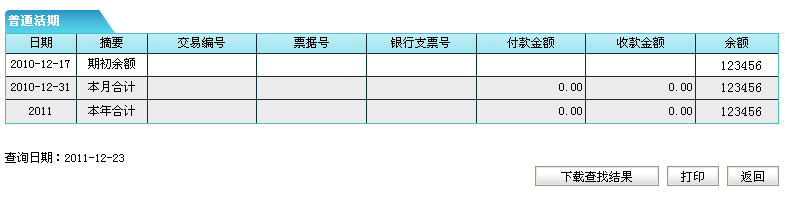 普通活期
日期 摘要 交易编号 票据号 银行支票号 付款金额 收款金额 余额
2010-12-17 期初余额 123456
2010-12-31 本月合计 0.00 0.00 123456
2011 本年合计 0.00 0.00 123456
查询日期：2011-12-23
下载查找结果 打印 返回